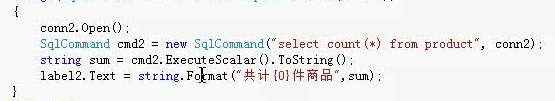 {
conn2.Open();
SqlCommand cmd2 = new SqlCommand("select count(*) from product", conn2);
string sum = cmd2.ExecuteScalar().ToString();
label2.Text = string.Format("共计{0}件商品",sum);
}